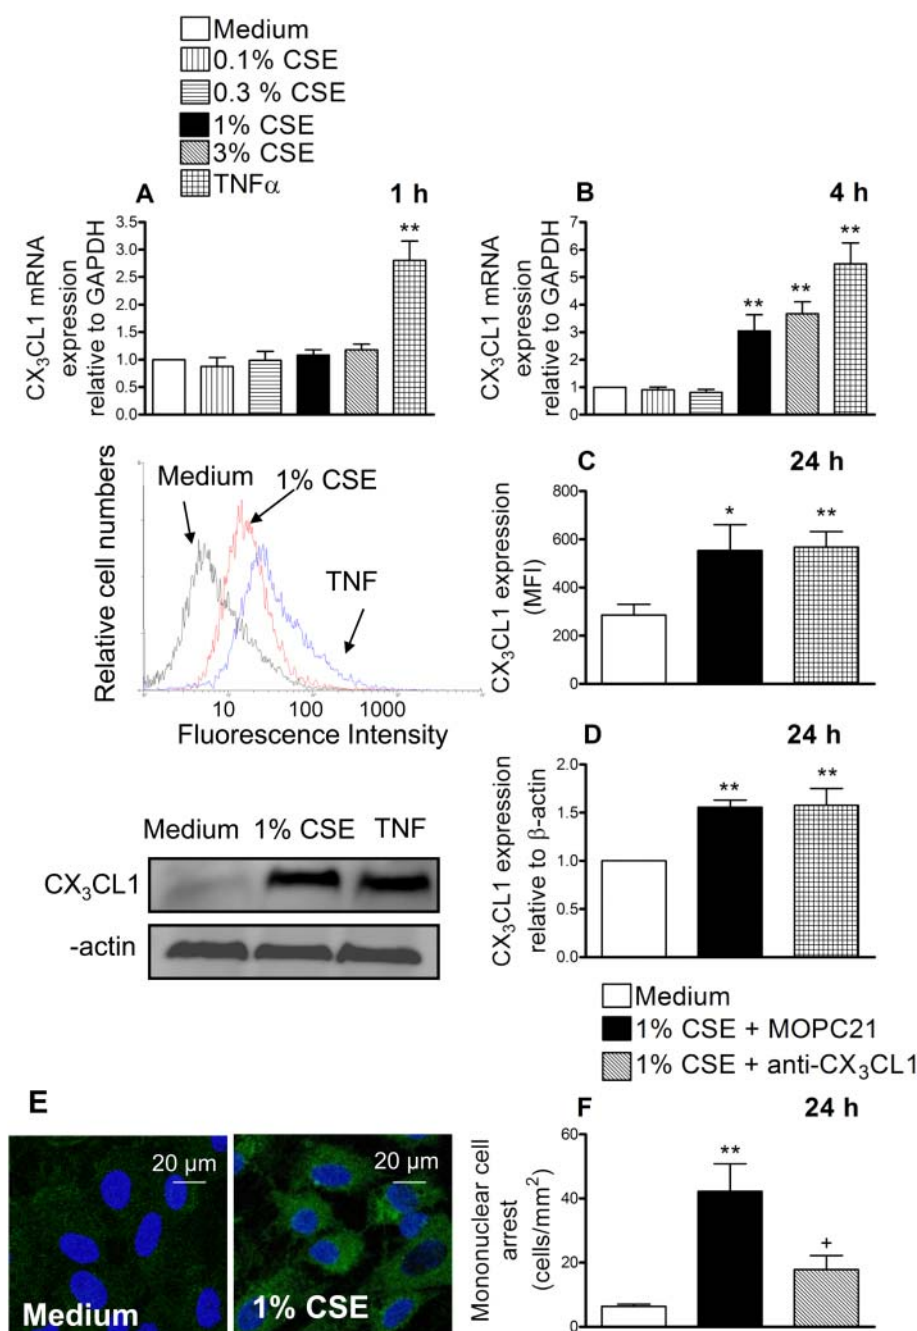 Medium
0.1% CSE
0.3 % CSE
1% CSE
3% CSE
TNFα
A
1 h
CX₃CL1 mRNA
expression
relative to GAPDH
3.5
3.0
2.5
2.0
1.5
1.0
0.5
0.0
**
B
4 h
CX₃CL1 mRNA
expression
relative to GAPDH
7
6
5
4
3
2
1
0
**
**
**
Medium
1% CSE
TNF
Relative cell numbers
10
100
1000
Fluorescence Intensity
C
24 h
CX₃CL1 expression
(MFI)
800
600
400
200
0
*
**
Medium 1% CSE TNF
CX₃CL1
-actin
D
24 h
CX₃CL1 expression
relative to β-actin
2.0
1.5
1.0
0.5
0.0
**
**
Medium
1% CSE + MOPC21
1% CSE + anti-CX₃CL1
E
20 µm
Medium
20 µm
1% CSE
F
24 h
Mononuclear cell
arrest
(cells/mm²)
60
40
20
0
**
+